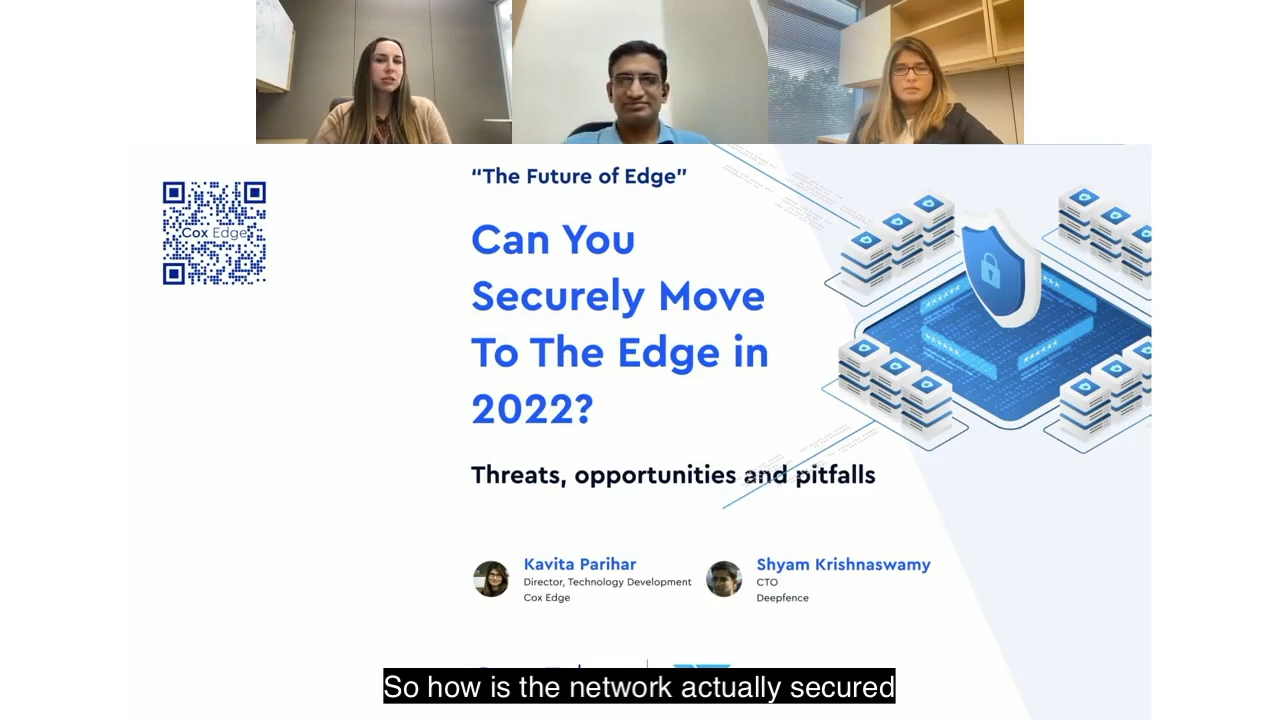 “The Future of Edge”
Cox Edge
Can You
Securely Move
To The Edge in
2022?
Threats, opportunities and pitfalls
Kavita Parihar
Director, Technology Development
Cox Edge
Shyam Krishnaswamy
CTO
Deepfence
So how is the network actually secured